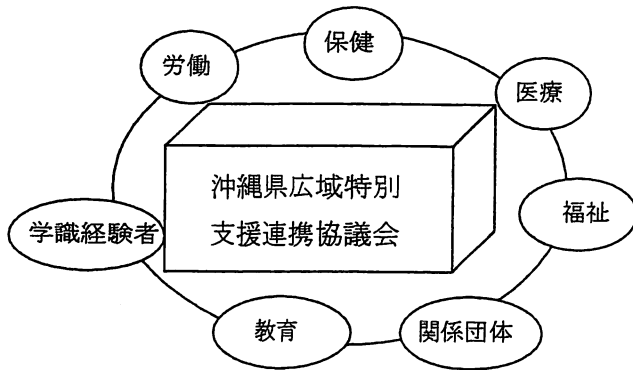 保健
労働
医療
沖縄県広域特別
支援連携協議会
福祉
学識経験者
教育
関係団体